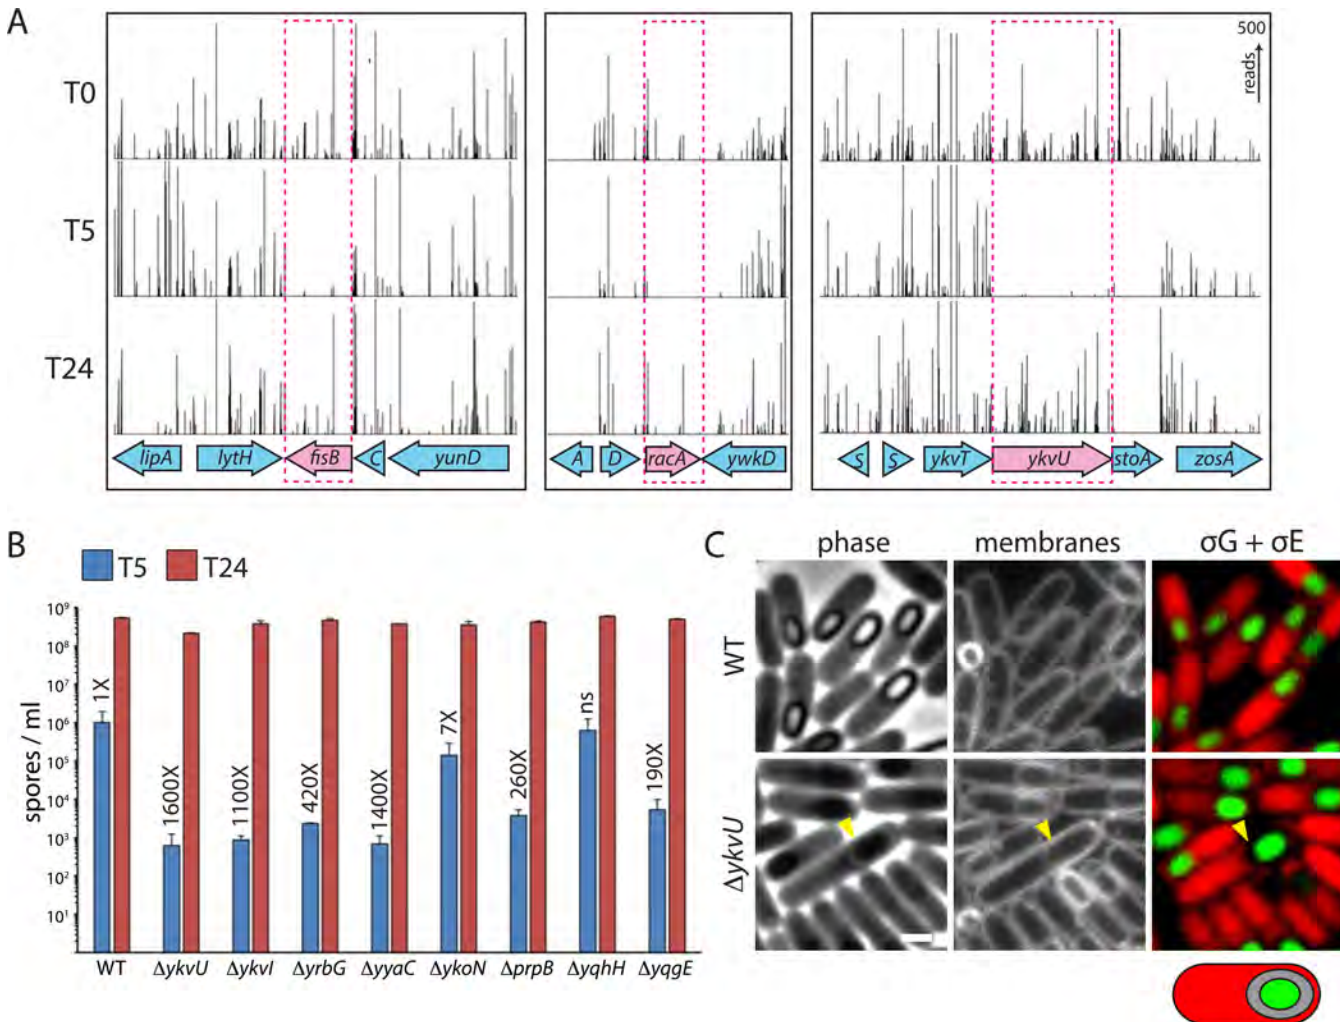 A
500
reads
T0
T5
T24
lipA lytH fisB C yunD
A D racA ywkD
S S ykvT ykvU stoA zosA
B
T5 T24
spores / ml
10⁹
10⁸
10⁷
10⁶
10⁵
10⁴
10³
10²
10¹
1X
1600X
1100X
420X
1400X
7X
260X
ns
190X
WT ΔykvU ΔykvI ΔyrbG ΔyyaC ΔykoN ΔprpB ΔyqhH ΔyqgE
C
phase membranes σG + σE
WT
ΔykvU